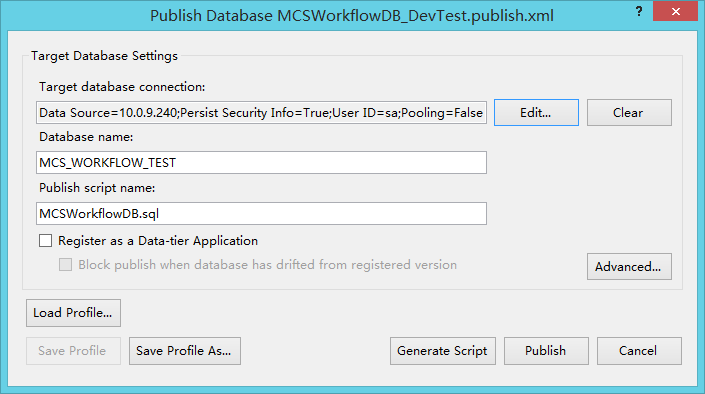 Publish Database MCSWorkflowDB_DevTest.publish.xml
?
Target Database Settings
Target database connection:
Data Source=10.0.9.240;Persist Security Info=True;User ID=sa;Pooling=False
Edit...
Clear
Database name:
MCS_WORKFLOW_TEST
Publish script name:
MCSWorkflowDB.sql
Register as a Data-tier Application
Block publish when database has drifted from registered version
Advanced...
Load Profile...
Save Profile
Save Profile As...
Generate Script
Publish
Cancel